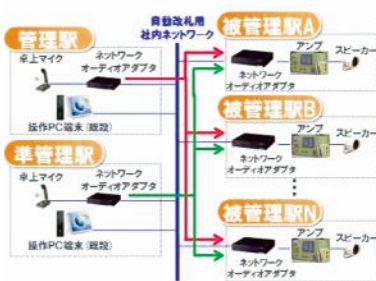 自動改札用
社内ネットワーク
管理駅
卓上マイク
ネットワーク
オーディオアダプタ
操作PC端末(既設)
準管理駅
卓上マイク
ネットワーク
オーディオアダプタ
操作PC端末(既設)
被管理駅A
アンプ
スピーカー
ネットワーク
オーディオアダプタ
被管理駅B
アンプ
スピーカー
ネットワーク
オーディオアダプタ
被管理駅N
アンプ
スピーカー
ネットワーク
オーディオアダプタ